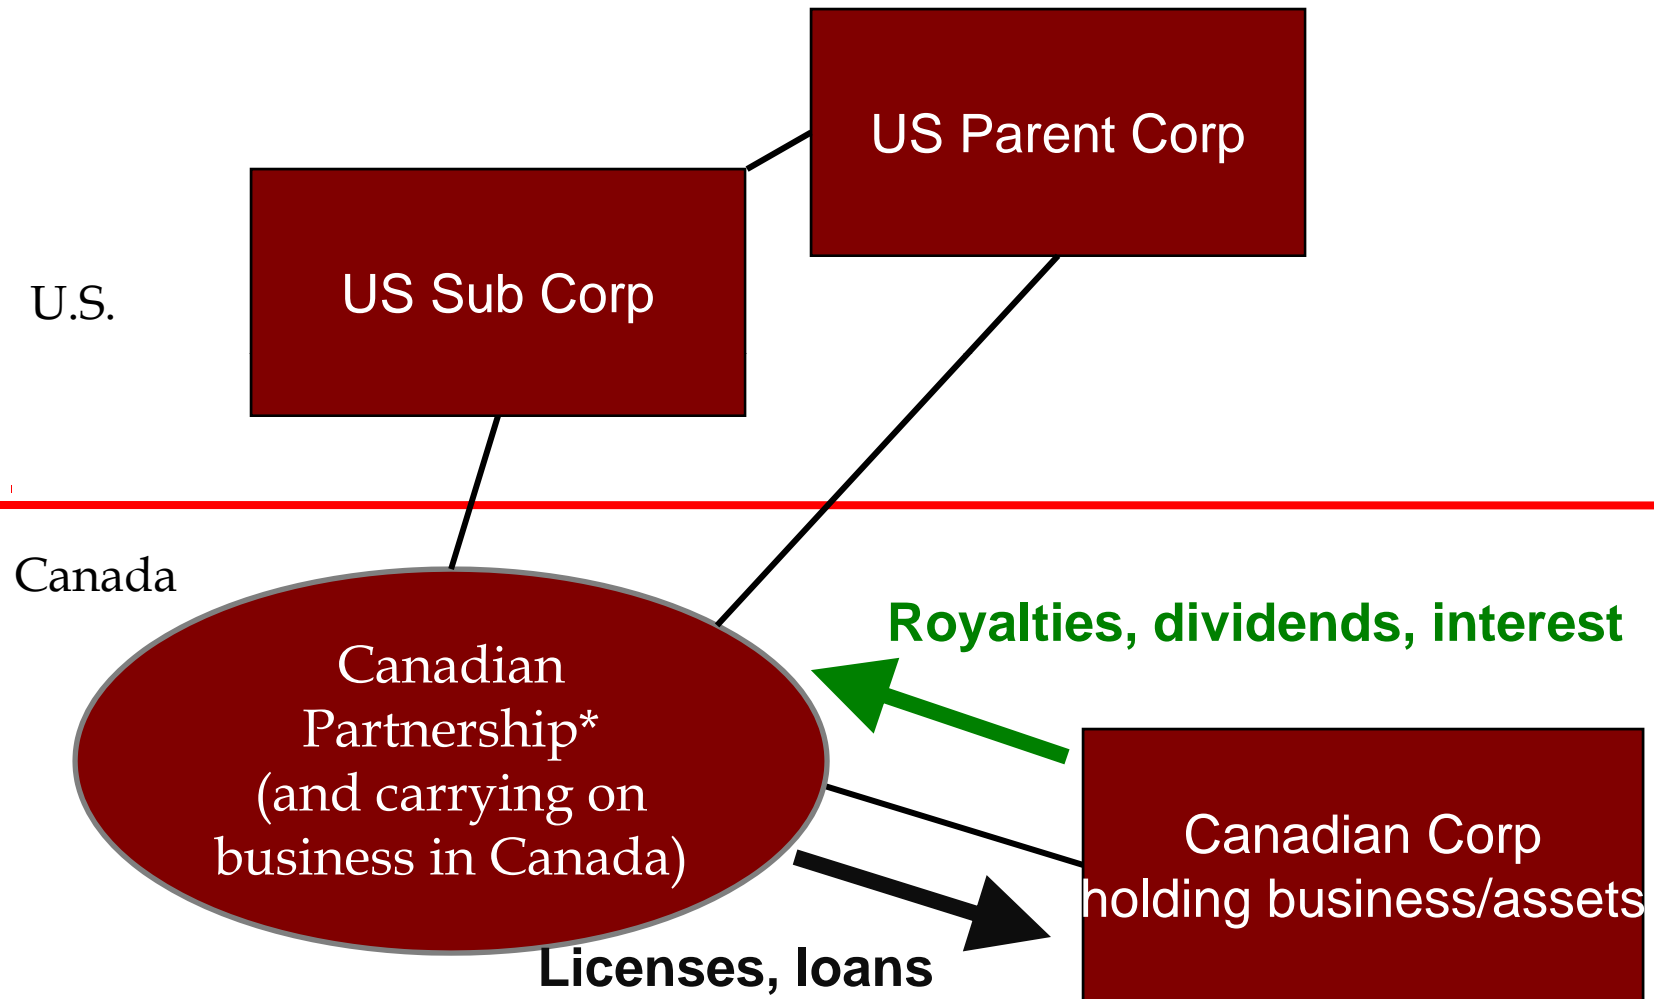 US Parent Corp
US Sub Corp
U.S.
Canada
Royalties, dividends, interest
Canadian
Partnership*
(and carrying on
business in Canada)
Canadian Corp
holding business/assets
Licenses, loans